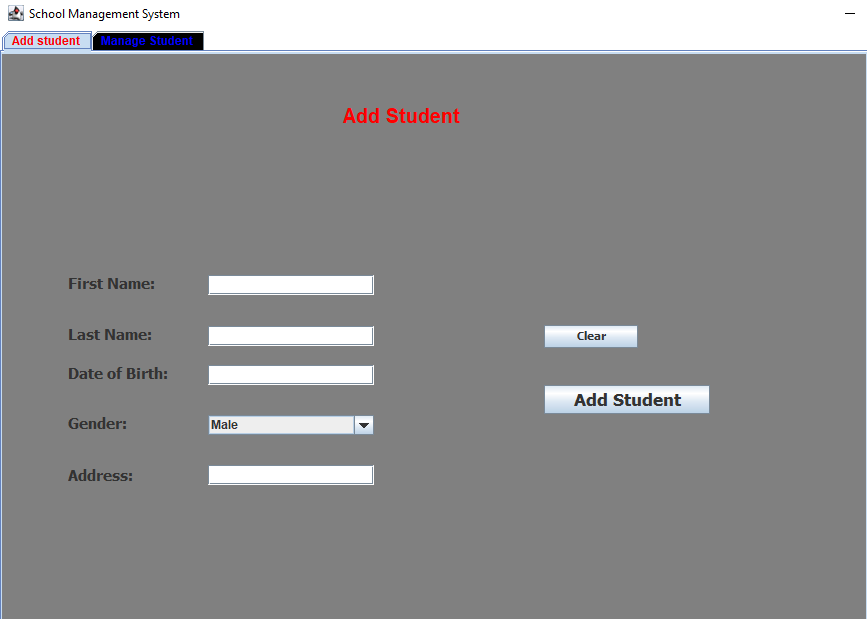 School Management System
Add student Manage Student
Add Student
First Name:
Last Name:
Clear
Date of Birth:
Add Student
Gender: Male
Address: